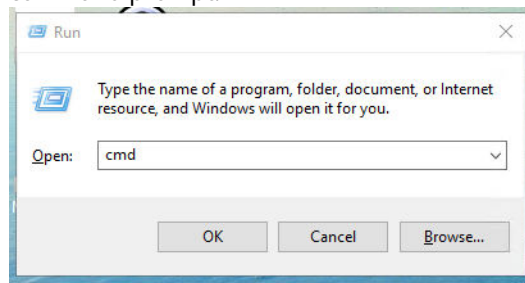 Run
Type the name of a program, folder, document, or Internet
resource, and Windows will open it for you.
Open:
cmd
OK
Cancel
Browse...